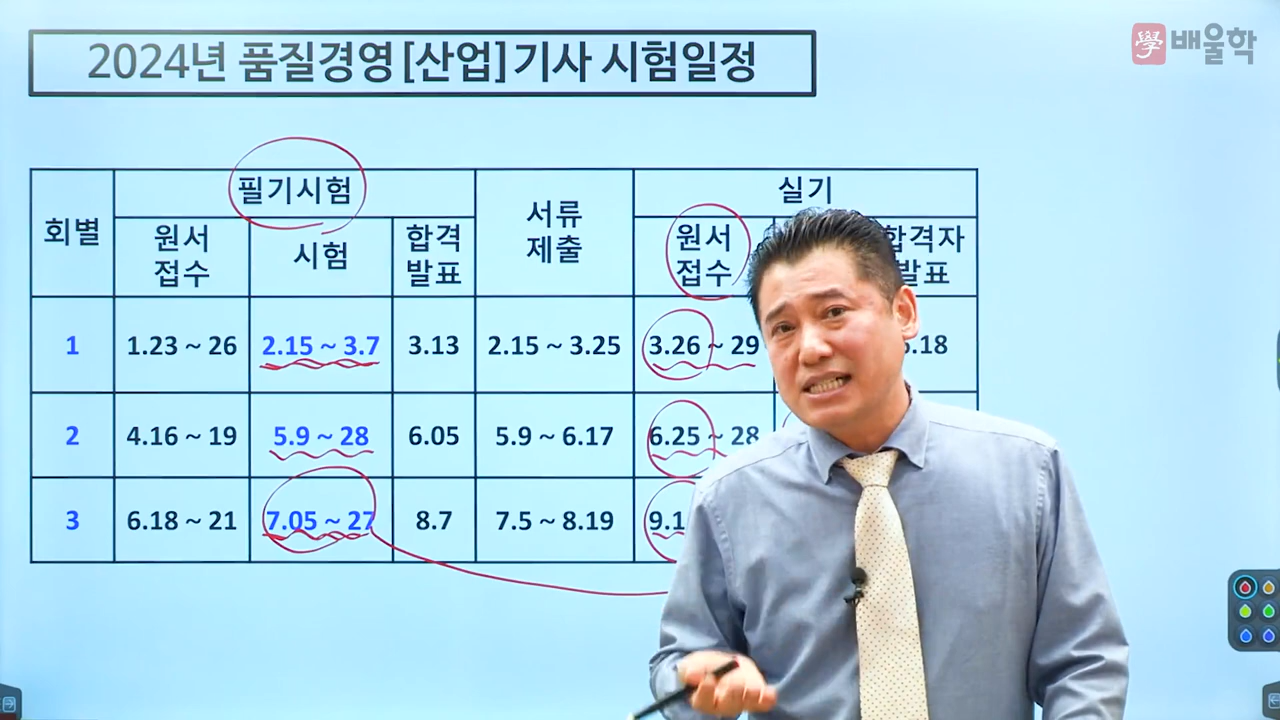 2024년 품질경영[산업]기사 시험일정
學 배울학
회별
필기시험
서류
제출
실기
원서
접수
시험
합격
발표
원서
접수
합격자
발표
1
1.23 ~ 26
2.15 ~ 3.7
3.13
2.15 ~ 3.25
3.26 ~ 29
.18
2
4.16 ~ 19
5.9 ~ 28
6.05
5.9 ~ 6.17
6.25 ~ 28
3
6.18 ~ 21
7.05 ~ 27
8.7
7.5 ~ 8.19
9.1